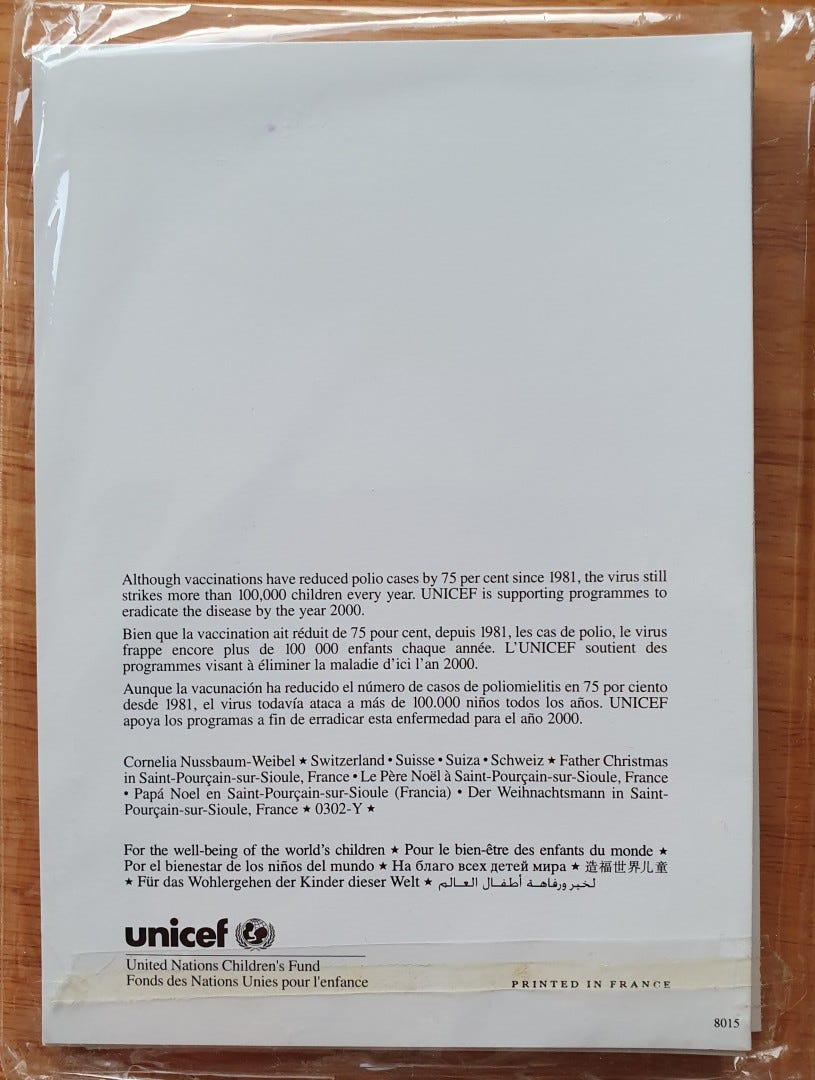 Although vaccinations have reduced polio cases by 75 per cent since 1981, the virus still
strikes more than 100,000 children every year. UNICEF is supporting programmes to
eradicate the disease by the year 2000.
Bien que la vaccination ait réduit de 75 pour cent, depuis 1981, les cas de polio, le virus
frappe encore plus de 100 000 enfants chaque année. L'UNICEF soutient des
programmes visant à éliminer la maladie d'ici l'an 2000.
Aunque la vacunación ha reducido el número de casos de poliomielitis en 75 por ciento
desde 1981, el virus todavía ataca a más de 100.000 niños todos los años. UNICEF
apoya los programas a fin de erradicar esta enfermedad para el año 2000.
Cornelia Nussbaum-Weibel ★ Switzerland • Suisse • Suiza • Schweiz ★ Father Christmas
in Saint-Pourçain-sur-Sioule, France • Le Père Noël à Saint-Pourçain-sur-Sioule, France
• Papá Noel en Saint-Pourçain-sur-Sioule (Francia) • Der Weihnachtsmann in Saint-
Pourçain-sur-Sioule, France ★ 0302-Y ★
For the well-being of the world's children ★ Pour le bien-être des enfants du monde ★
Por el bienestar de los niños del mundo ★ На благо всех детей мира ★ 造福世界儿童
★ Für das Wohlergehen der Kinder dieser Welt ★ لخير ورفاهـة أطفـال العـالم
unicef
United Nations Children's Fund
Fonds des Nations Unies pour l'enfance
PRINTED IN FRANCE
8015